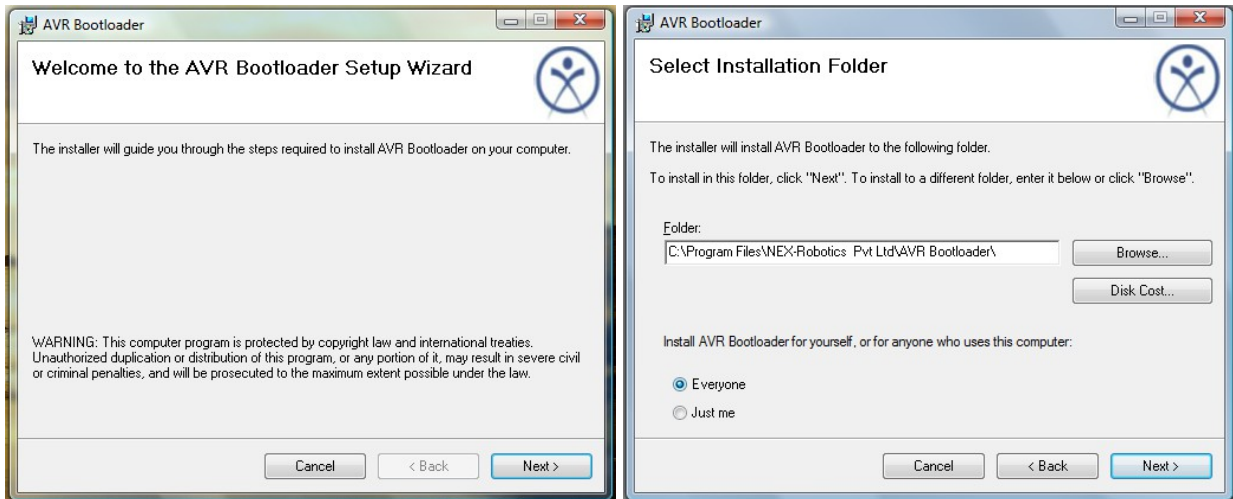 AVR Bootloader
Welcome to the AVR Bootloader Setup Wizard
The installer will guide you through the steps required to install AVR Bootloader on your computer.
WARNING: This computer program is protected by copyright law and international treaties.
Unauthorized duplication or distribution of this program, or any portion of it, may result in severe civil
or criminal penalties, and will be prosecuted to the maximum extent possible under the law.
Cancel
< Back
Next >
AVR Bootloader
Select Installation Folder
The installer will install AVR Bootloader to the following folder.
To install in this folder, click "Next". To install to a different folder, enter it below or click "Browse".
Folder:
C:\Program Files\NEX-Robotics  Pvt Ltd\AVR Bootloader\
Browse...
Disk Cost...
Install AVR Bootloader for yourself, or for anyone who uses this computer:
Everyone
Just me
Cancel
< Back
Next >